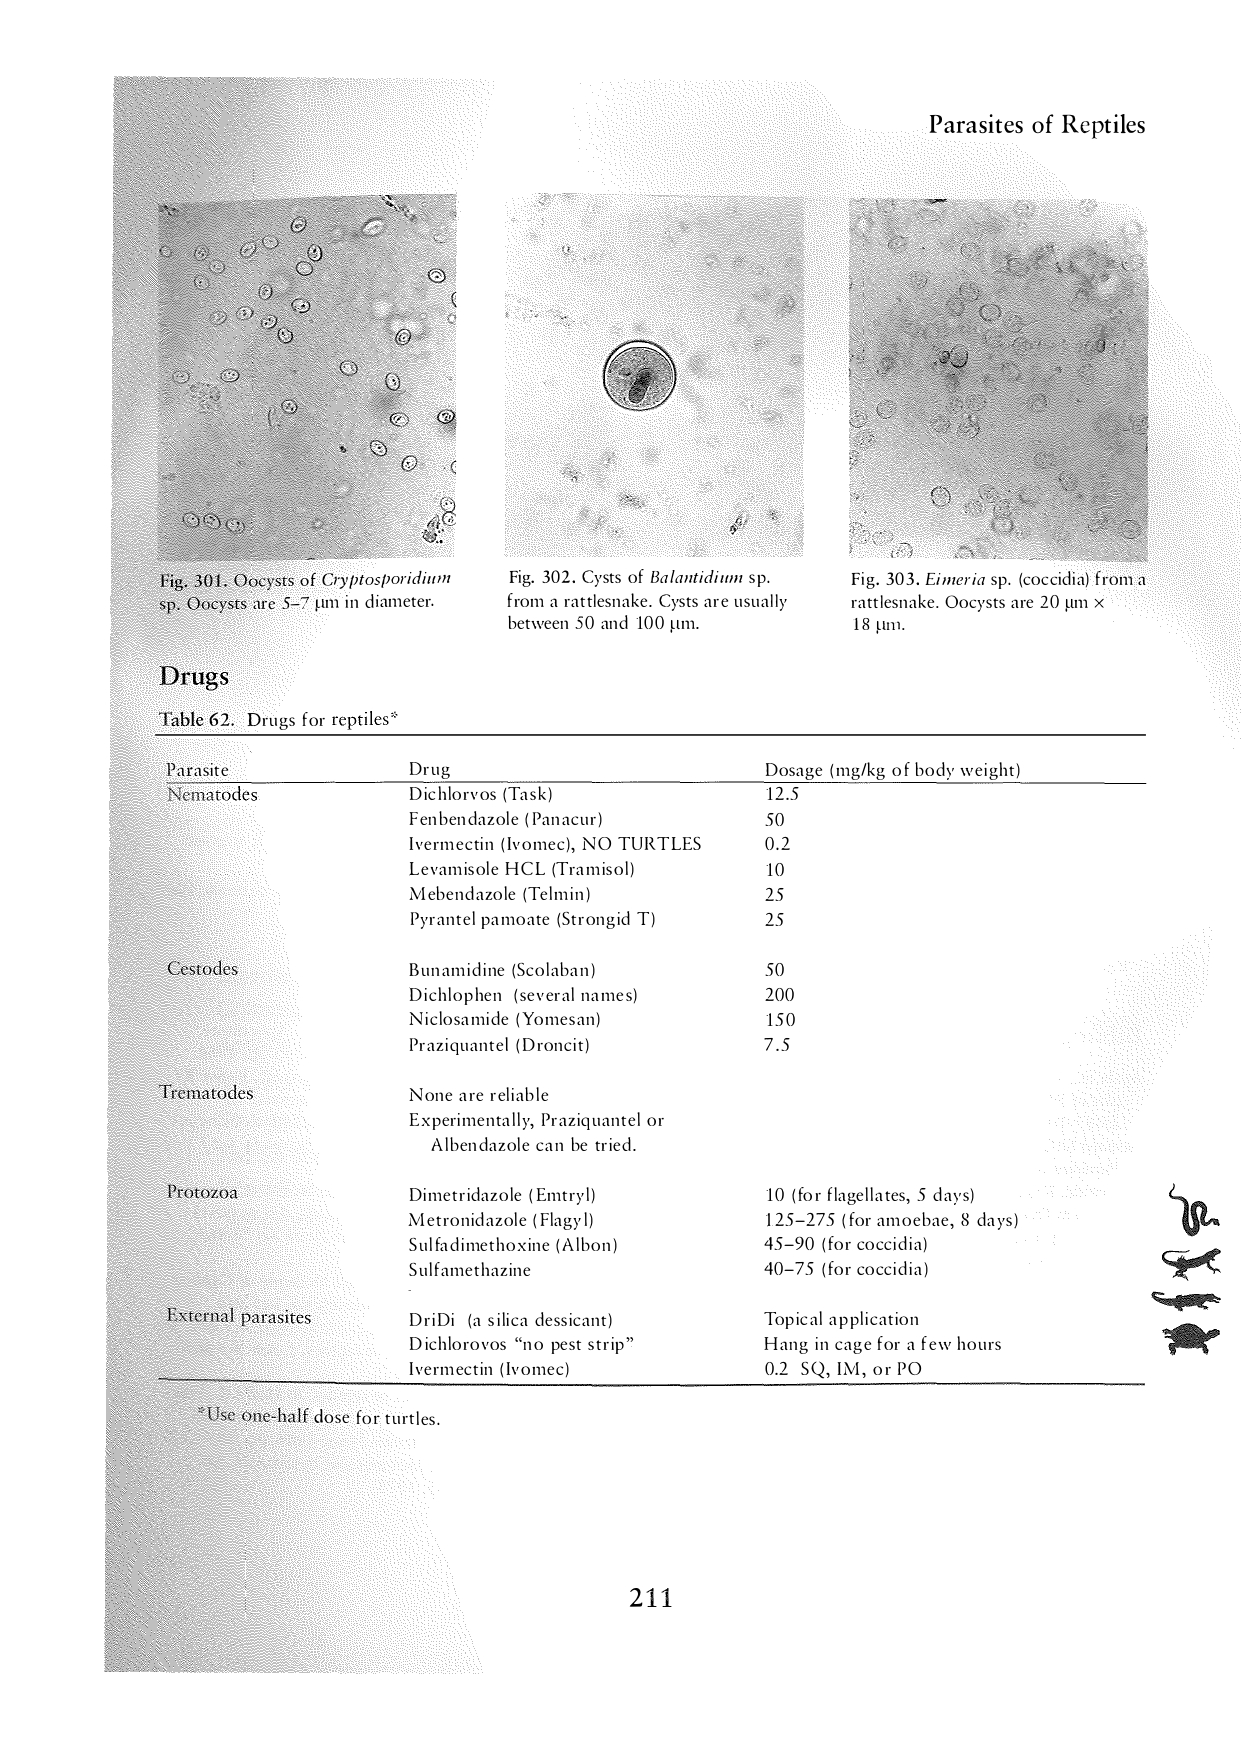 Parasites of Reptiles
Fig. 301. Oocysts of Cryptosporidium
sp. Oocysts are 5–7 µm in diameter.
Fig. 302. Cysts of Balantidium sp.
from a rattlesnake. Cysts are usually
between 50 and 100 µm.
Fig. 303. Eimeria sp. (coccidia) from a
rattlesnake. Oocysts are 20 µm ×
18 µm.
Drugs
Table 62. Drugs for reptiles*
Parasite Drug Dosage (mg/kg of body weight)
Nematodes Dichlorvos (Task) 12.5
Fenbendazole (Panacur) 50
Ivermectin (Ivomec), NO TURTLES 0.2
Levamisole HCL (Tramisol) 10
Mebendazole (Telmin) 25
Pyrantel pamoate (Strongid T) 25
Cestodes Bunamidine (Scolaban) 50
Dichlophen (several names) 200
Niclosamide (Yomesan) 150
Praziquantel (Droncit) 7.5
Trematodes None are reliable
Experimentally, Praziquantel or
Albendazole can be tried.
Protozoa Dimetridazole (Emtryl) 10 (for flagellates, 5 days)
Metronidazole (Flagyl) 125–275 (for amoebae, 8 days)
Sulfadimethoxine (Albon) 45–90 (for coccidia)
Sulfamethazine 40–75 (for coccidia)
External parasites DriDi (a silica dessicant) Topical application
Dichlorovos “no pest strip” Hang in cage for a few hours
Ivermectin (Ivomec) 0.2 SQ, IM, or PO
*Use one-half dose for turtles.
211